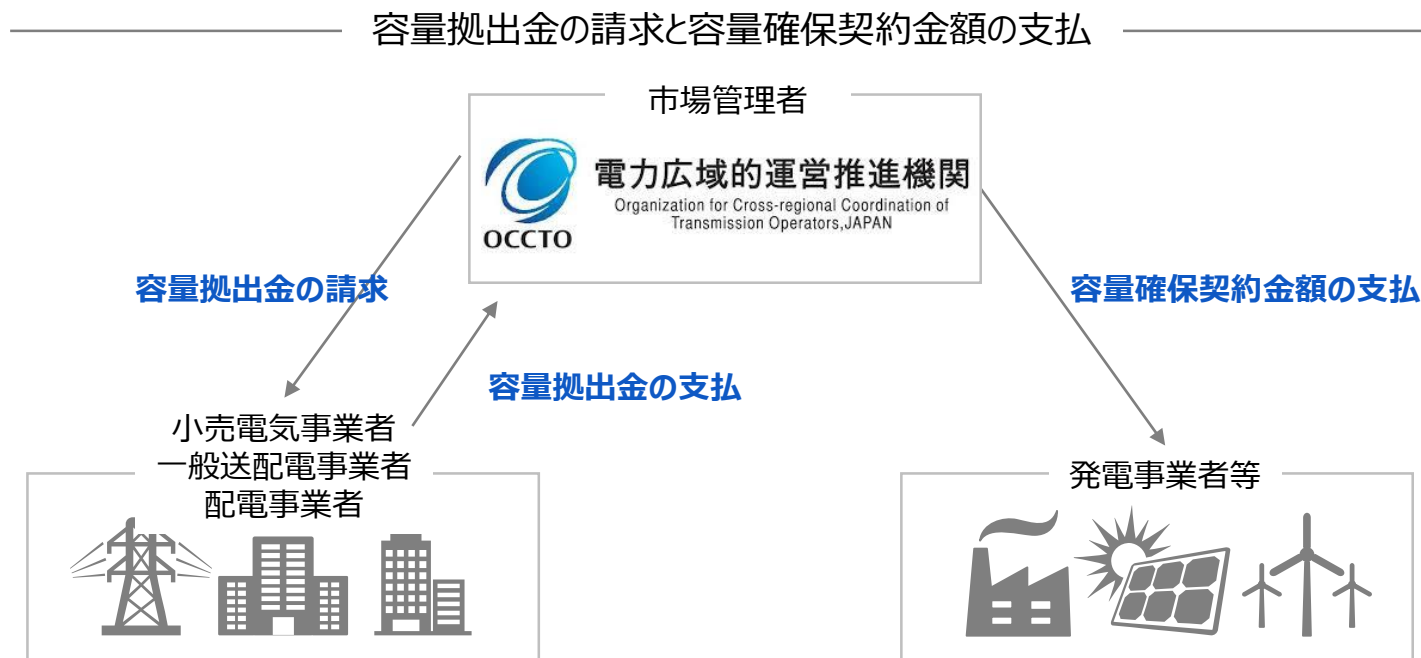 容量拠出金の請求と容量確保契約金額の支払
市場管理者
OCCTO
電力広域的運営推進機関
Organization for Cross-regional Coordination of
Transmission Operators,JAPAN
容量拠出金の請求
容量確保契約金額の支払
容量拠出金の支払
小売電気事業者
一般送配電事業者
配電事業者
発電事業者等